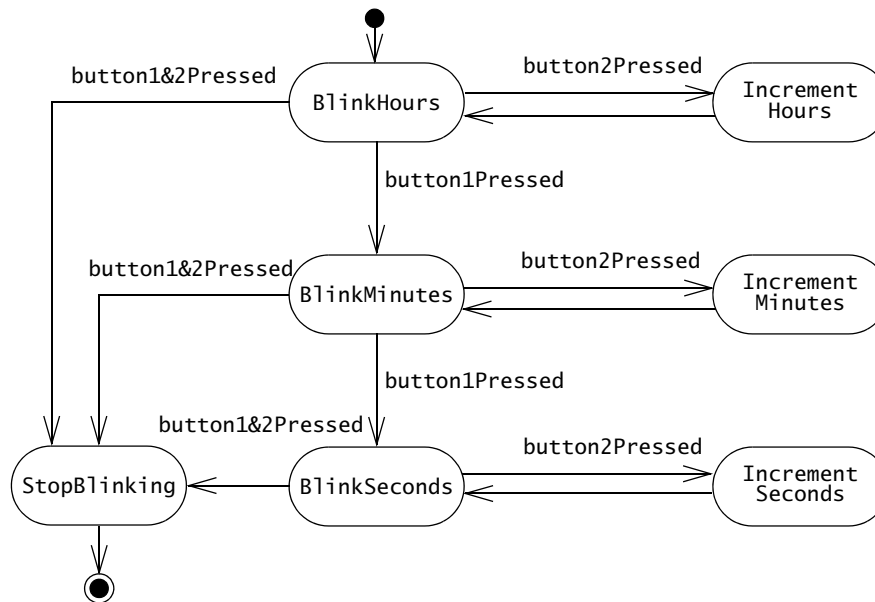 button1&2Pressed
button2Pressed
BlinkHours
Increment
Hours
button1Pressed
button1&2Pressed
button2Pressed
BlinkMinutes
Increment
Minutes
button1Pressed
button1&2Pressed
button2Pressed
StopBlinking
BlinkSeconds
Increment
Seconds